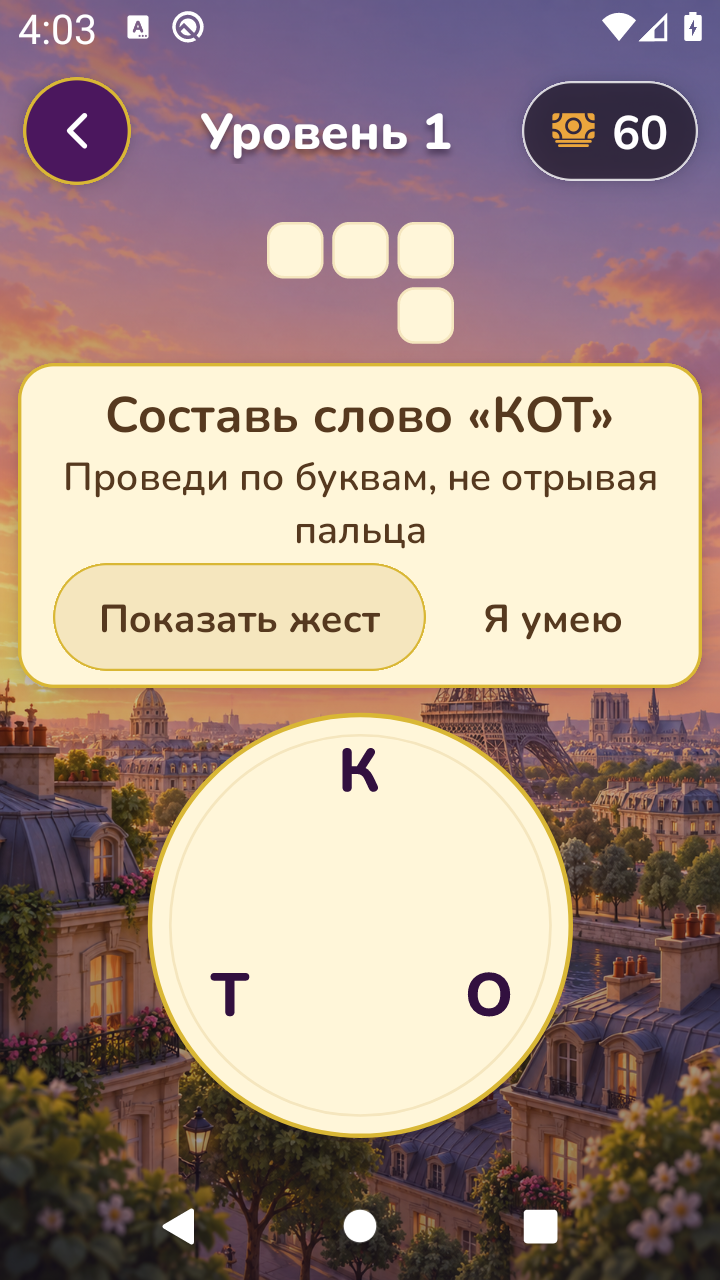 4:03
A
Уровень 1
60
Составь слово «КОТ»
Проведи по буквам, не отрывая
пальца
Показать жест
Я умею
К
Т
О